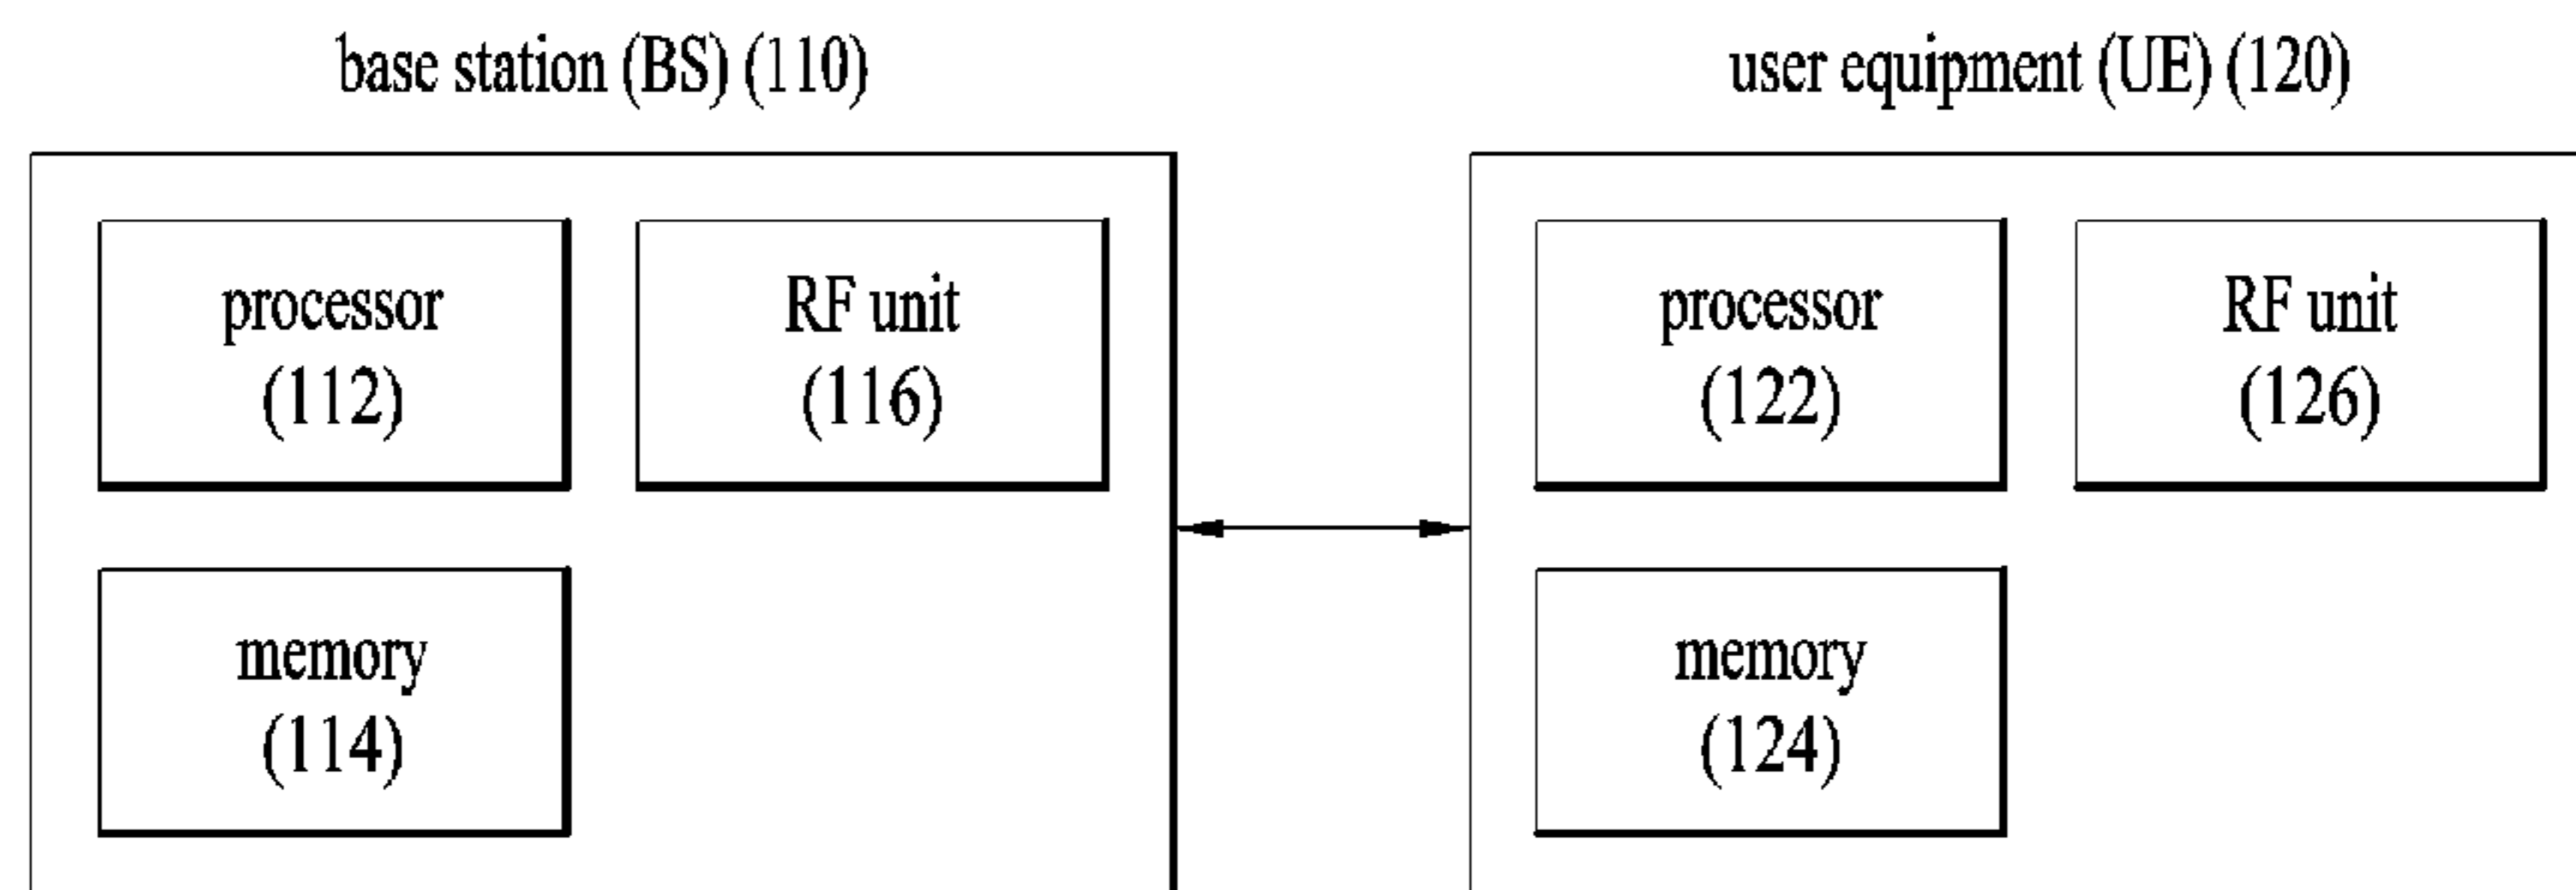 base station (BS) (110)
processor
(112)
RF unit
(116)
memory
(114)
user equipment (UE) (120)
processor
(122)
RF unit
(126)
memory
(124)